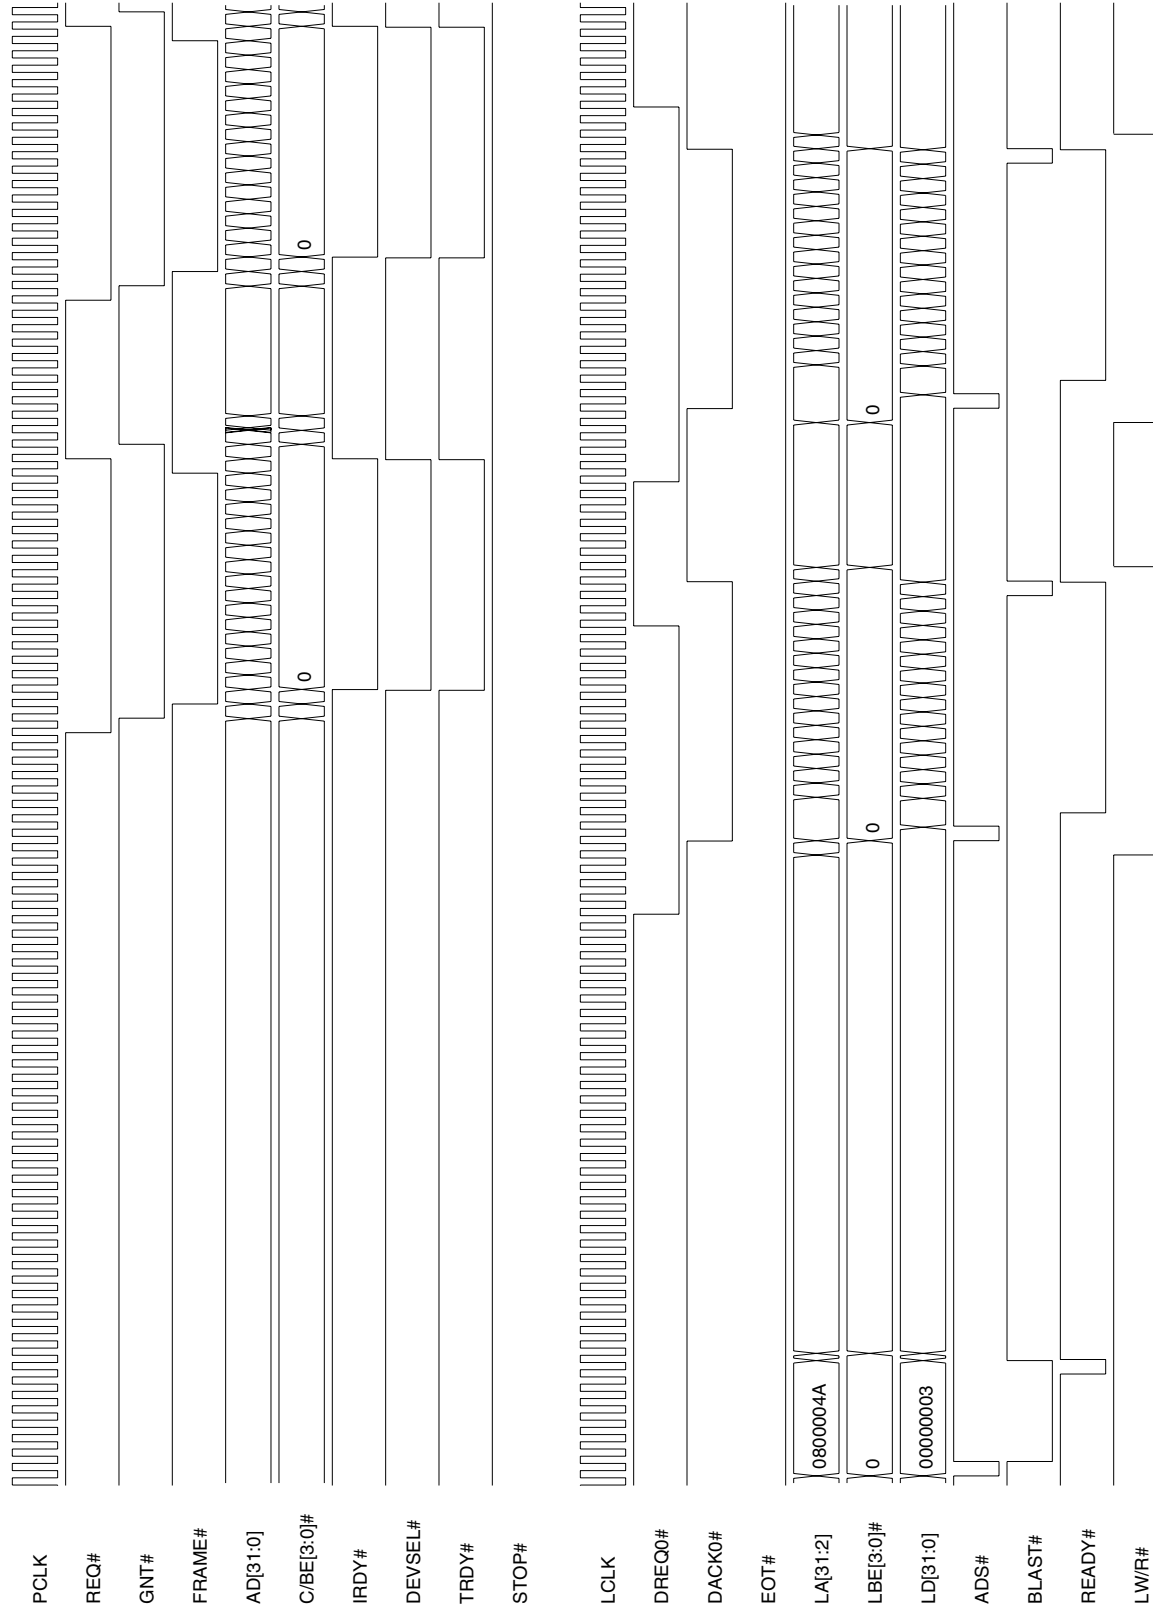 PCLK
REQ#
GNT#
FRAME#
AD[31:0]
C/BE[3:0]#
0
0
IRDY#
DEVSEL#
TRDY#
STOP#
LCLK
DREQ0#
DACK0#
EOT#
LA[31:2]
0800004A
LBE[3:0]#
0
0
0
LD[31:0]
00000003
ADS#
BLAST#
READY#
LW/R#